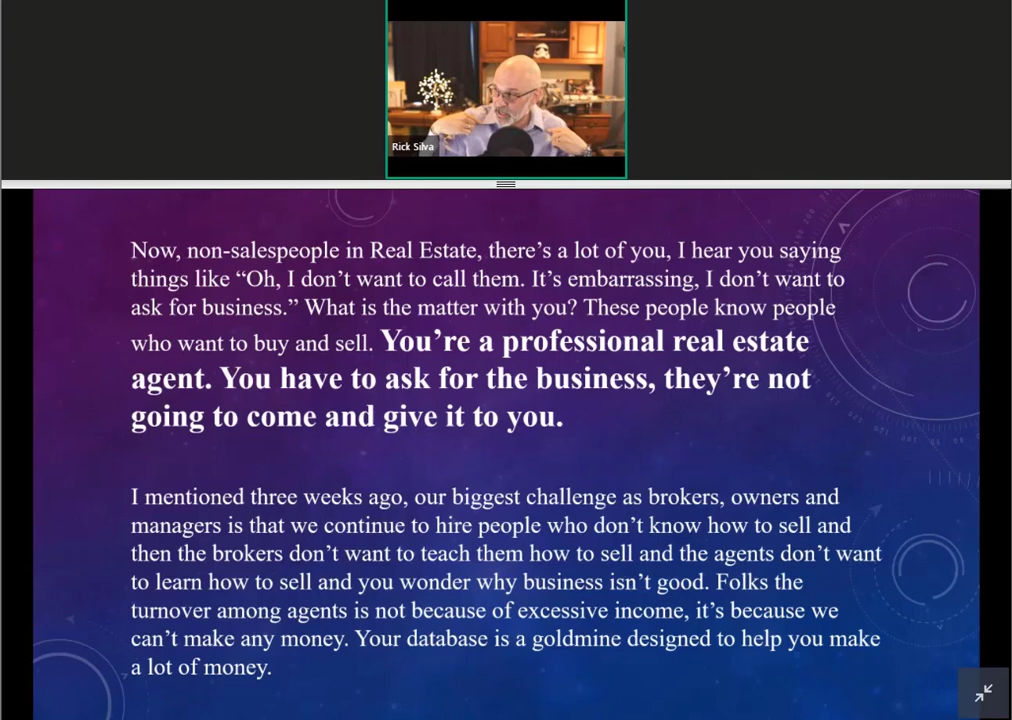 Rick Silva
Now, non-salespeople in Real Estate, there’s a lot of you, I hear you saying
things like “Oh, I don’t want to call them. It’s embarrassing, I don’t want to
ask for business.” What is the matter with you? These people know people
who want to buy and sell. You’re a professional real estate
agent. You have to ask for the business, they’re not
going to come and give it to you.
I mentioned three weeks ago, our biggest challenge as brokers, owners and
managers is that we continue to hire people who don’t know how to sell and
then the brokers don’t want to teach them how to sell and the agents don’t want
to learn how to sell and you wonder why business isn’t good. Folks the
turnover among agents is not because of excessive income, it’s because we
can’t make any money. Your database is a goldmine designed to help you make
a lot of money.